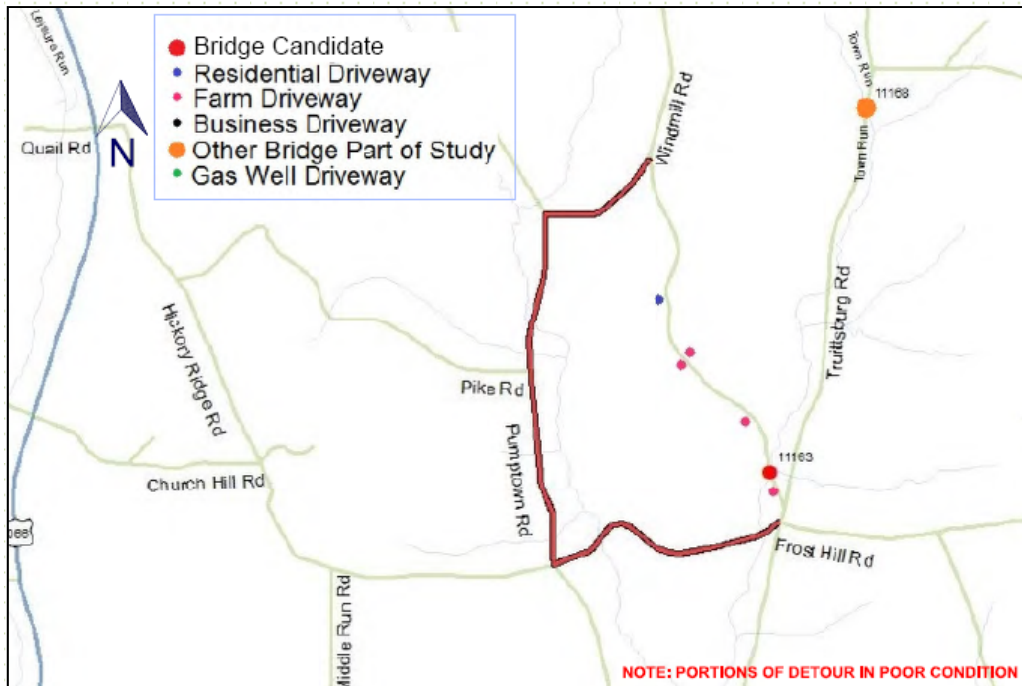 Leisure Run
Bridge Candidate
Residential Driveway
Farm Driveway
Business Driveway
Other Bridge Part of Study
Gas Well Driveway
Quail Rd
N
Windmill Rd
Town Run
11168
Town Run
Truittsburg Rd
Hickory Ridge Rd
Pike Rd
Pumptown Rd
Church Hill Rd
11163
066
Frost Hill Rd
Middle Run Rd
NOTE: PORTIONS OF DETOUR IN POOR CONDITION